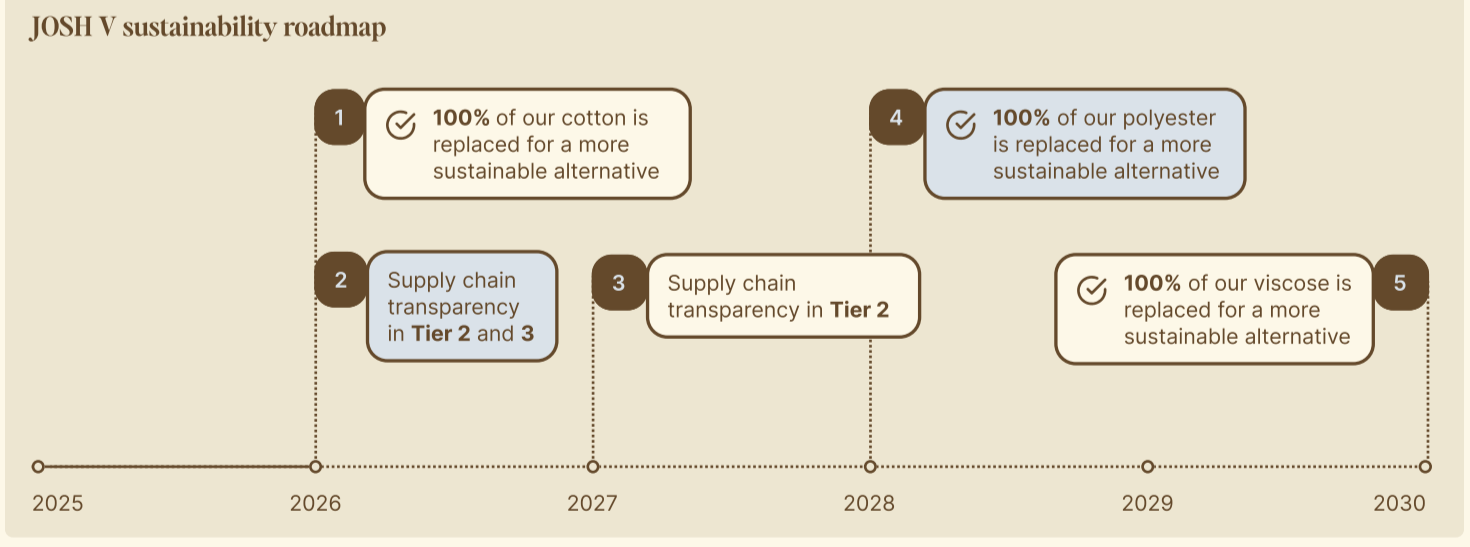 JOSH V sustainability roadmap
1
100% of our cotton is
replaced for a more
sustainable alternative
4
100% of our polyester
is replaced for a more
sustainable alternative
2
Supply chain
transparency
in Tier 2 and 3
3
Supply chain
transparency in Tier 2
100% of our viscose is
replaced for a more
sustainable alternative
5
2025
2026
2027
2028
2029
2030